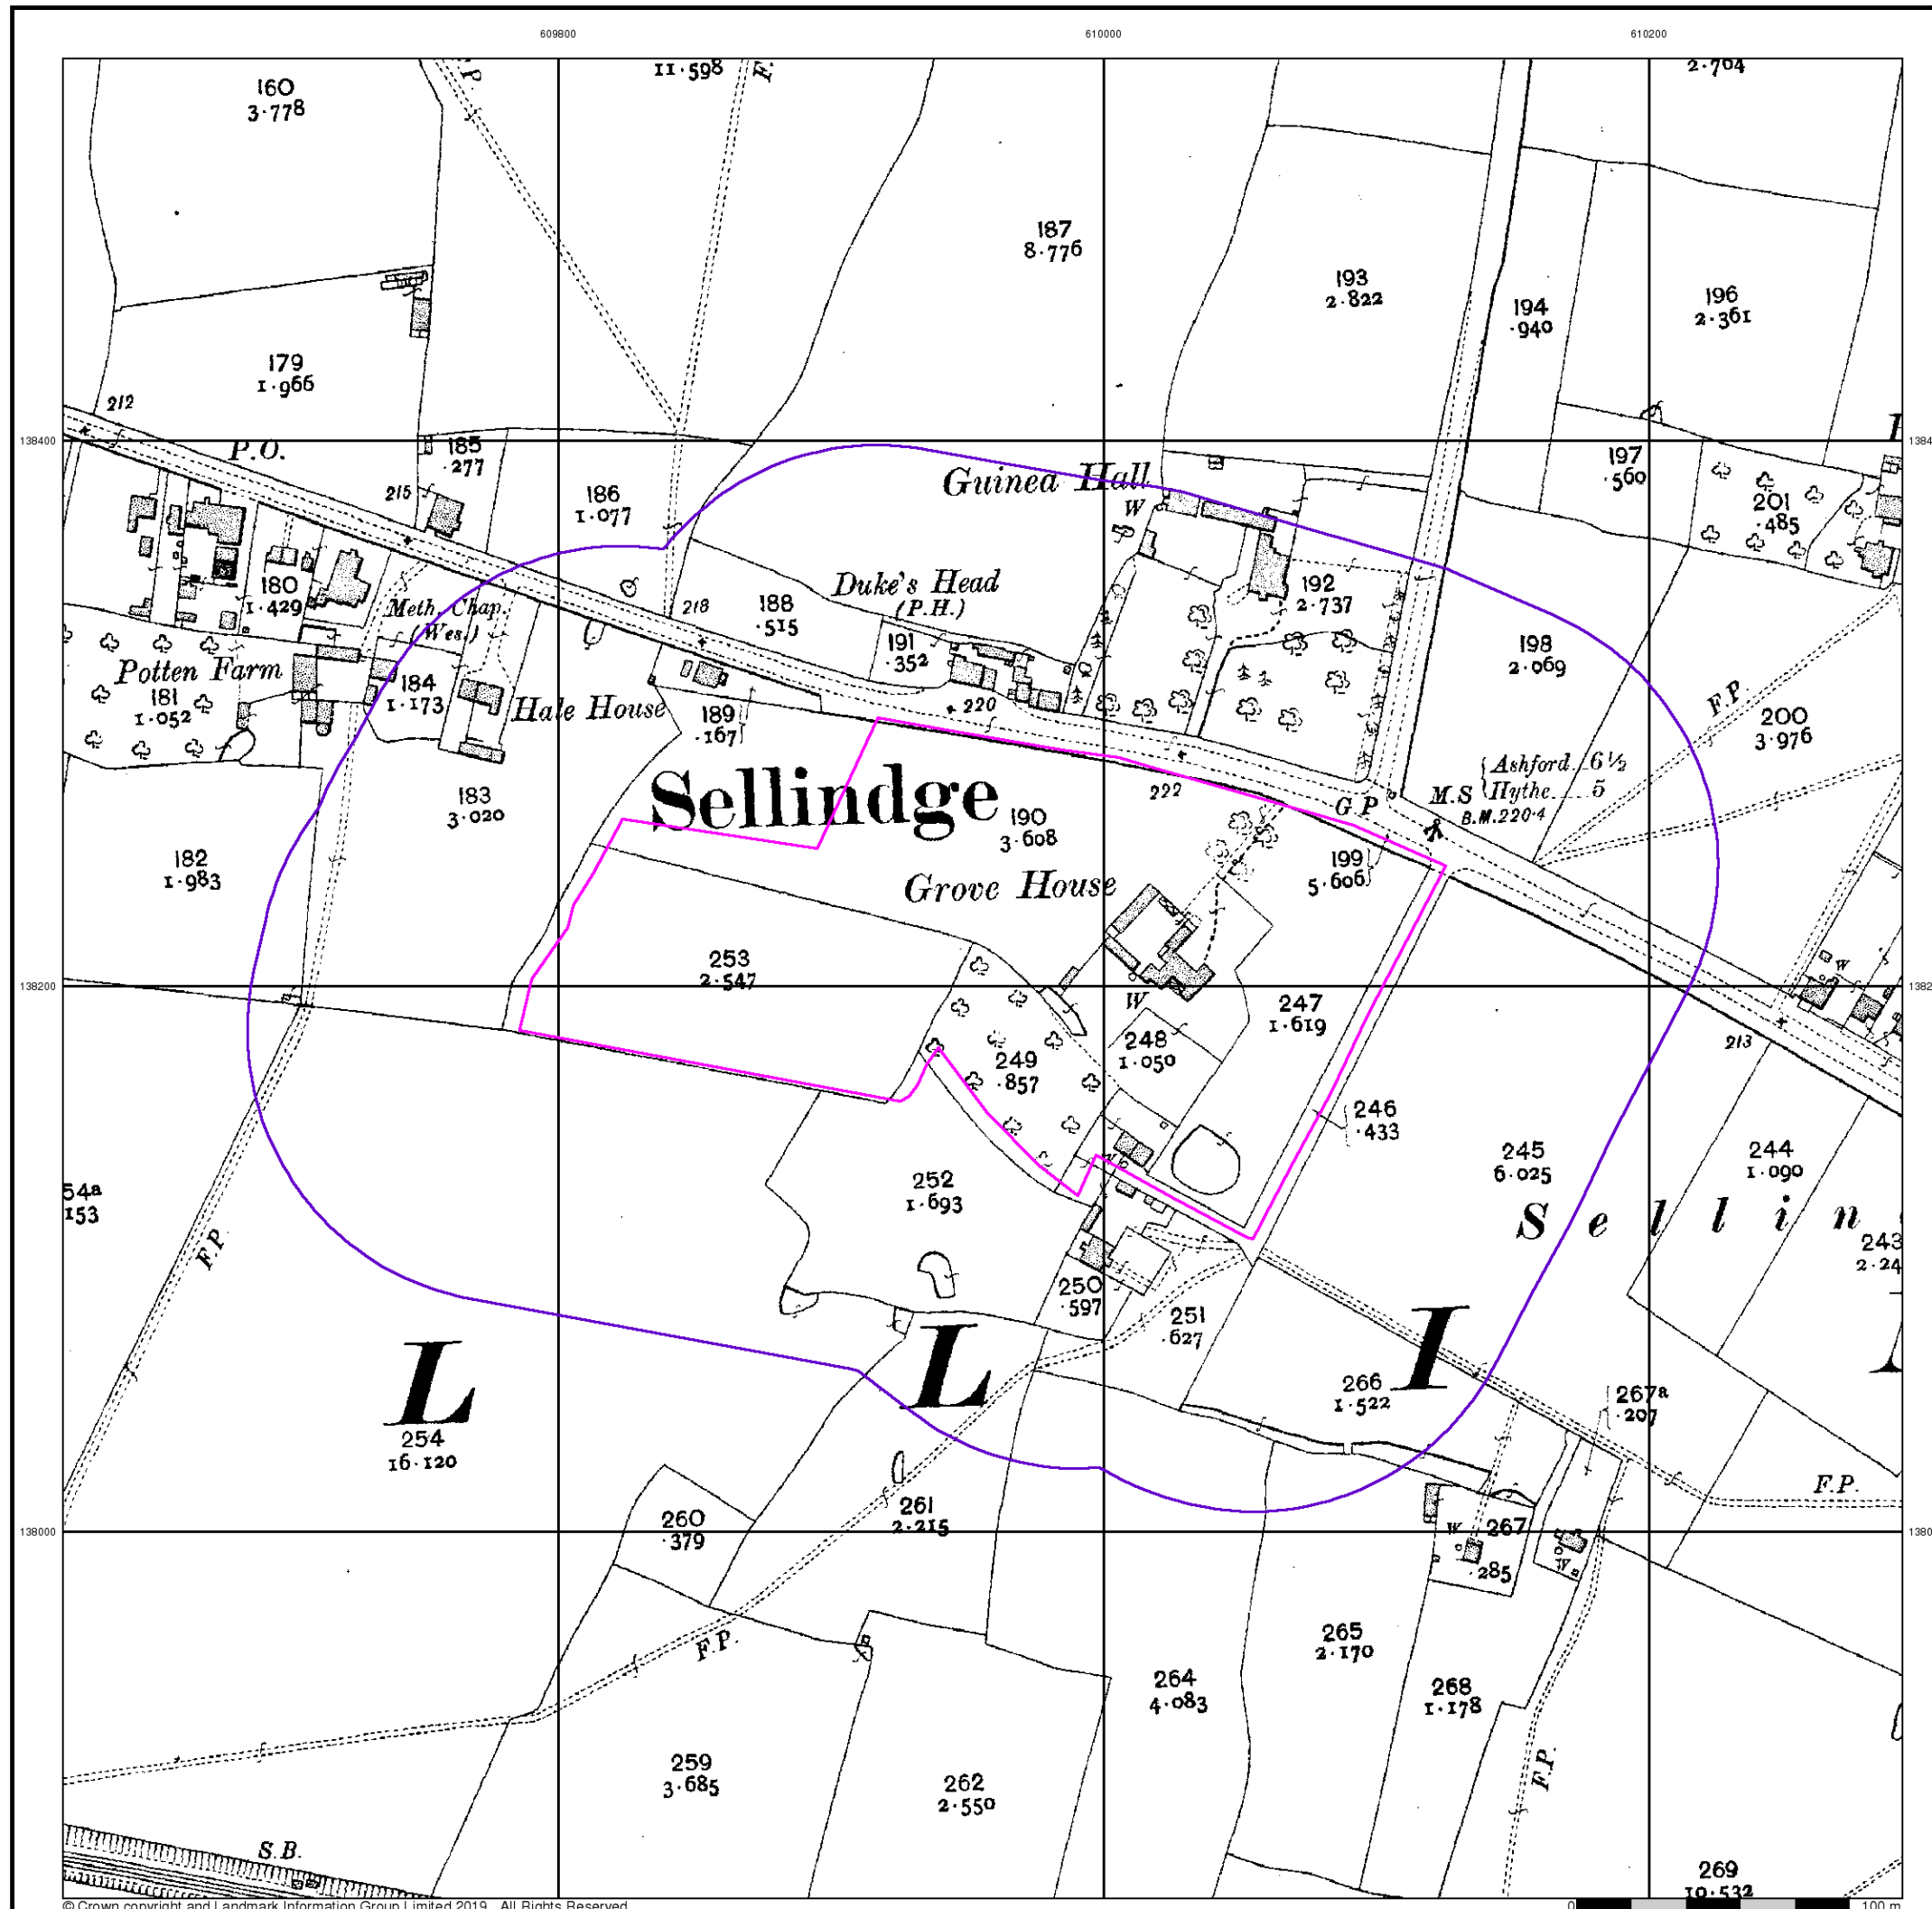 609800 610000 610200
P. 11·598 F. 2·704
160
3·778
187
8·776
193
2·822
194
·940
196
2·361
179
1·966
212
138400
P.O.
185
·277
215
186
1·077
Guinea Hall
W
197
·560
201
·485
180
1·429
Meth. Chap.
(Wes.)
218
188
·515
Duke's Head
(P.H.)
191
·352
192
2·737
198
2·069
F.P.
200
3·976
Potten Farm
181
1·052
184
1·173
Hale House
189
·167
220
222
G P
M.S
Ashford 6½
Hythe 5
B.M.220·4
Sellindge
190
3·608
183
3·020
182
1·983
199
5·606
Grove House
253
2·547
138200
W
W
247
1·619
248
1·050
249
·857
213
246
·433
245
6·025
244
1·090
54a
153
252
1·693
F.P.
S e l l i n
243
2·24
250
·597
251
·627
L L I
254
16·120
266
1·522
267a
·207
F.P.
261
2·215
260
·379
138000
W
267
·285
W
F.P.
265
2·170
264
4·083
268
1·178
259
3·685
262
2·550
F.P.
S.B.
269
10·532
© Crown copyright and Landmark Information Group Limited 2019. All Rights Reserved.
0 100 m